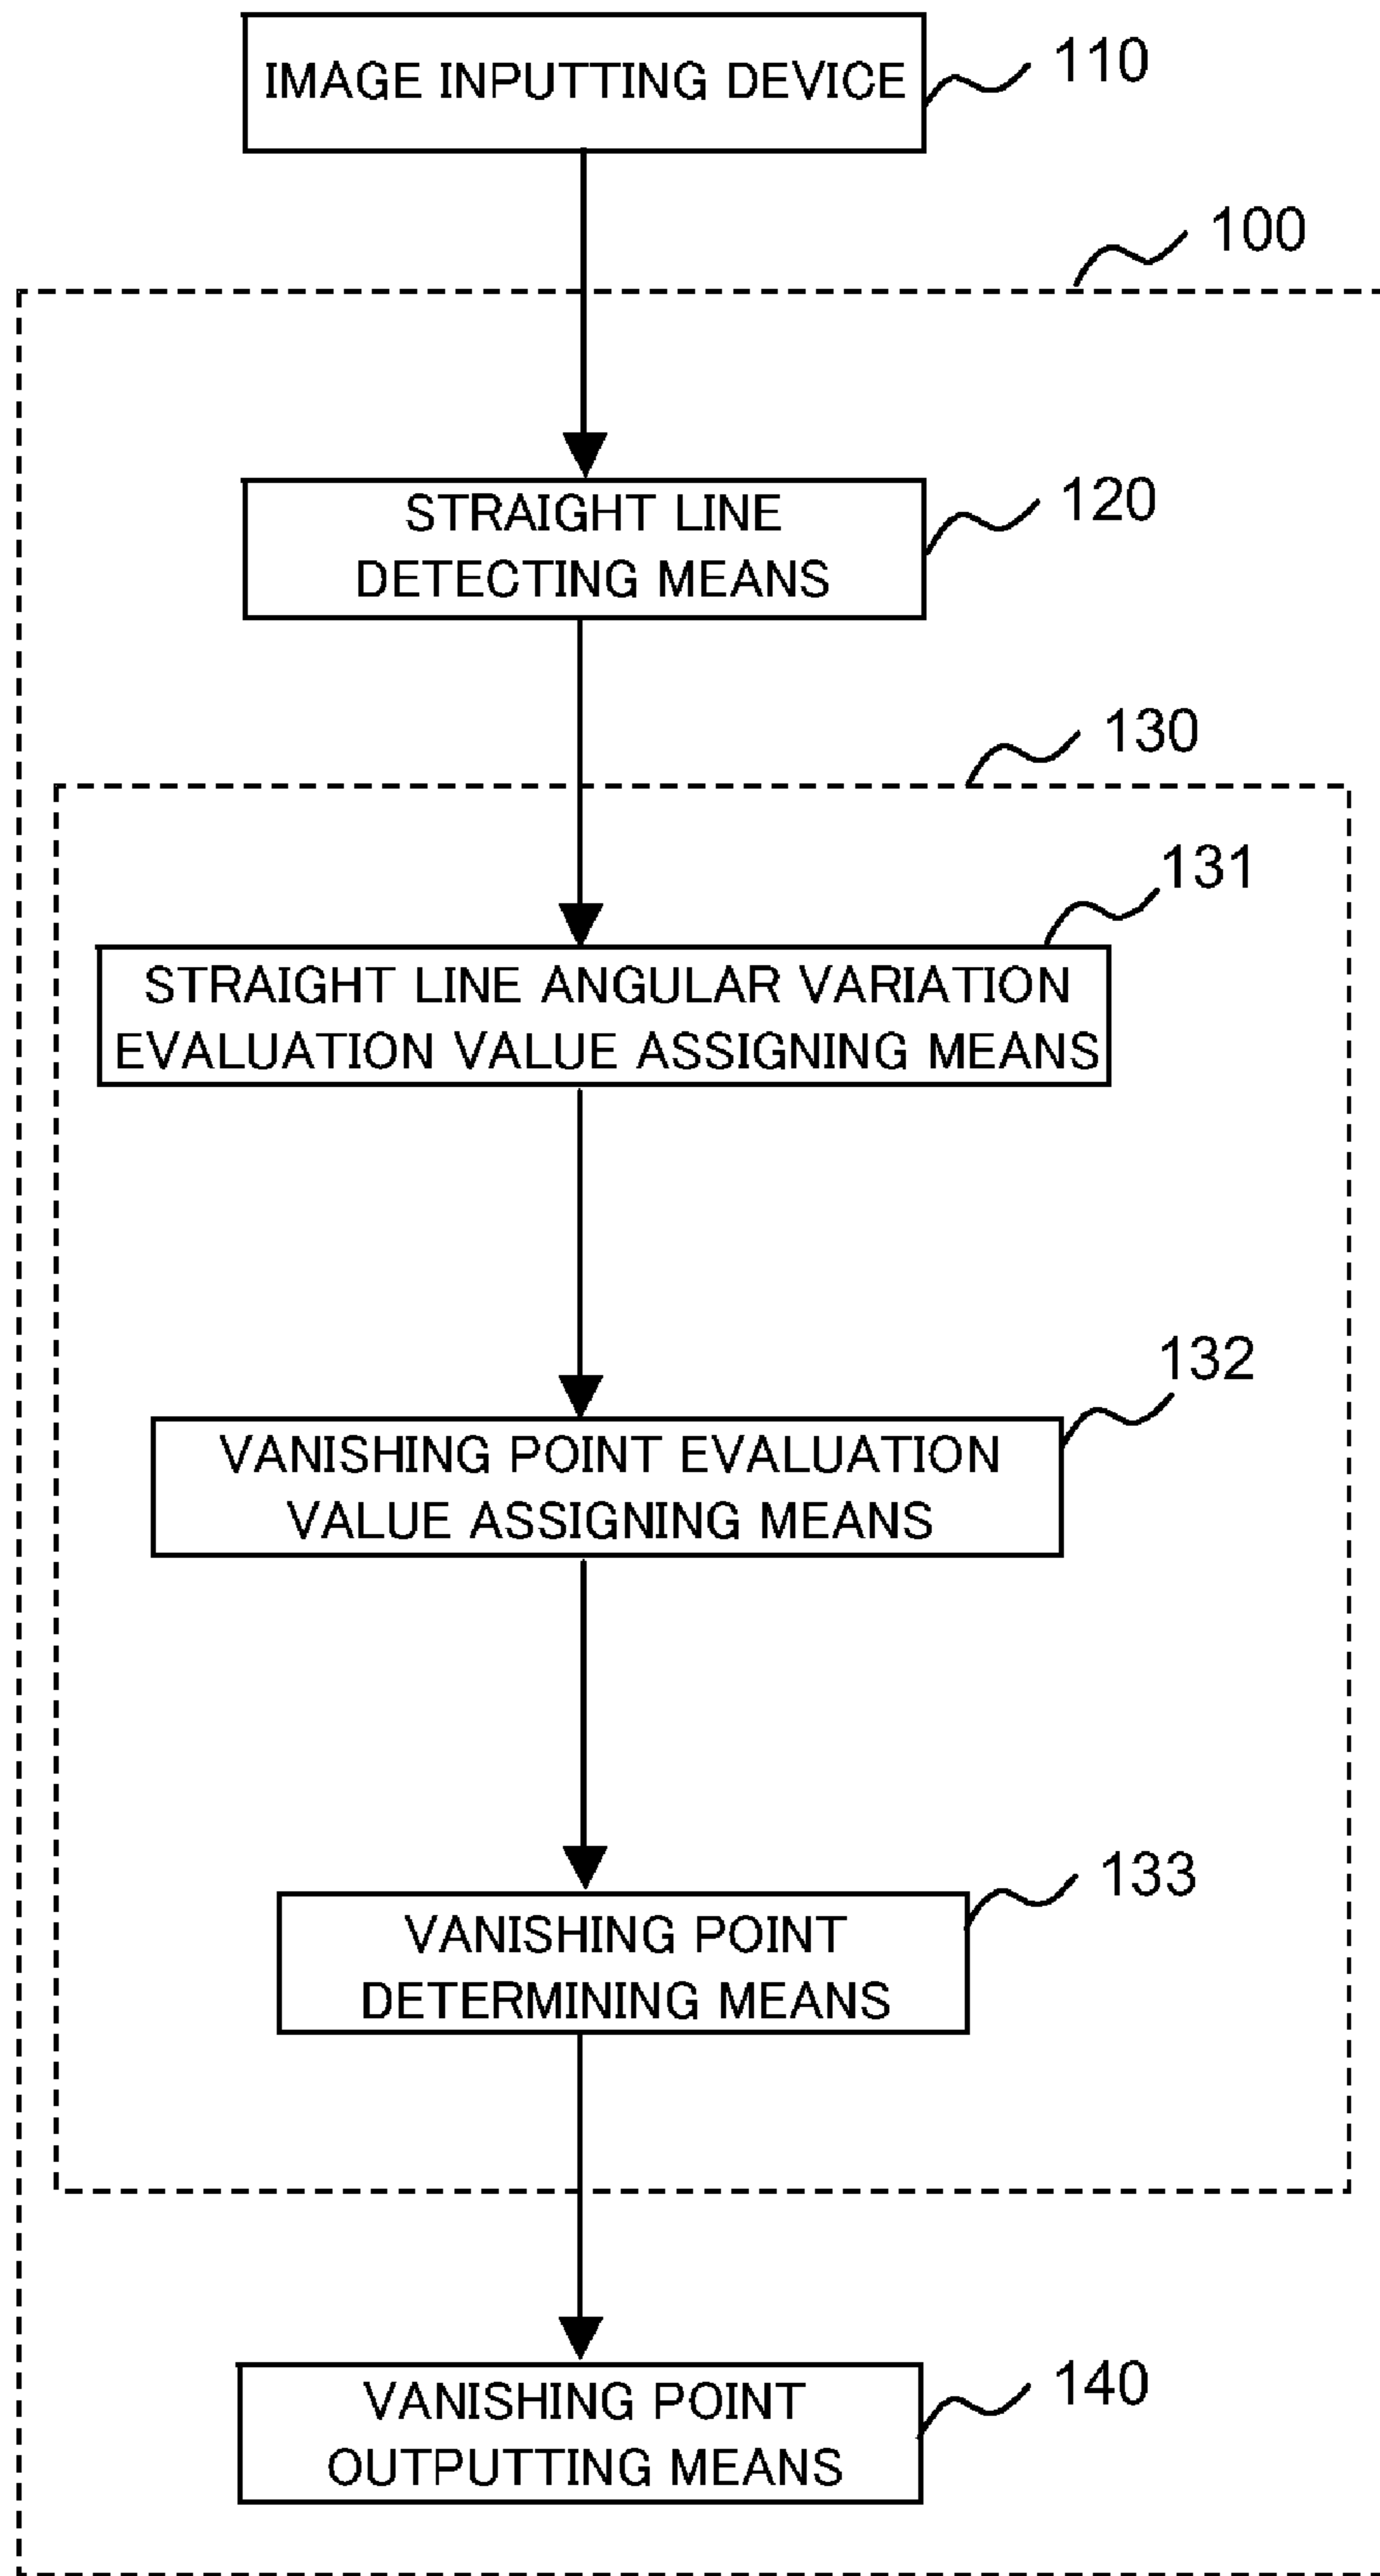 IMAGE INPUTTING DEVICE
110
100
STRAIGHT LINE
DETECTING MEANS
120
130
131
STRAIGHT LINE ANGULAR VARIATION
EVALUATION VALUE ASSIGNING MEANS
132
VANISHING POINT EVALUATION
VALUE ASSIGNING MEANS
133
VANISHING POINT
DETERMINING MEANS
140
VANISHING POINT
OUTPUTTING MEANS